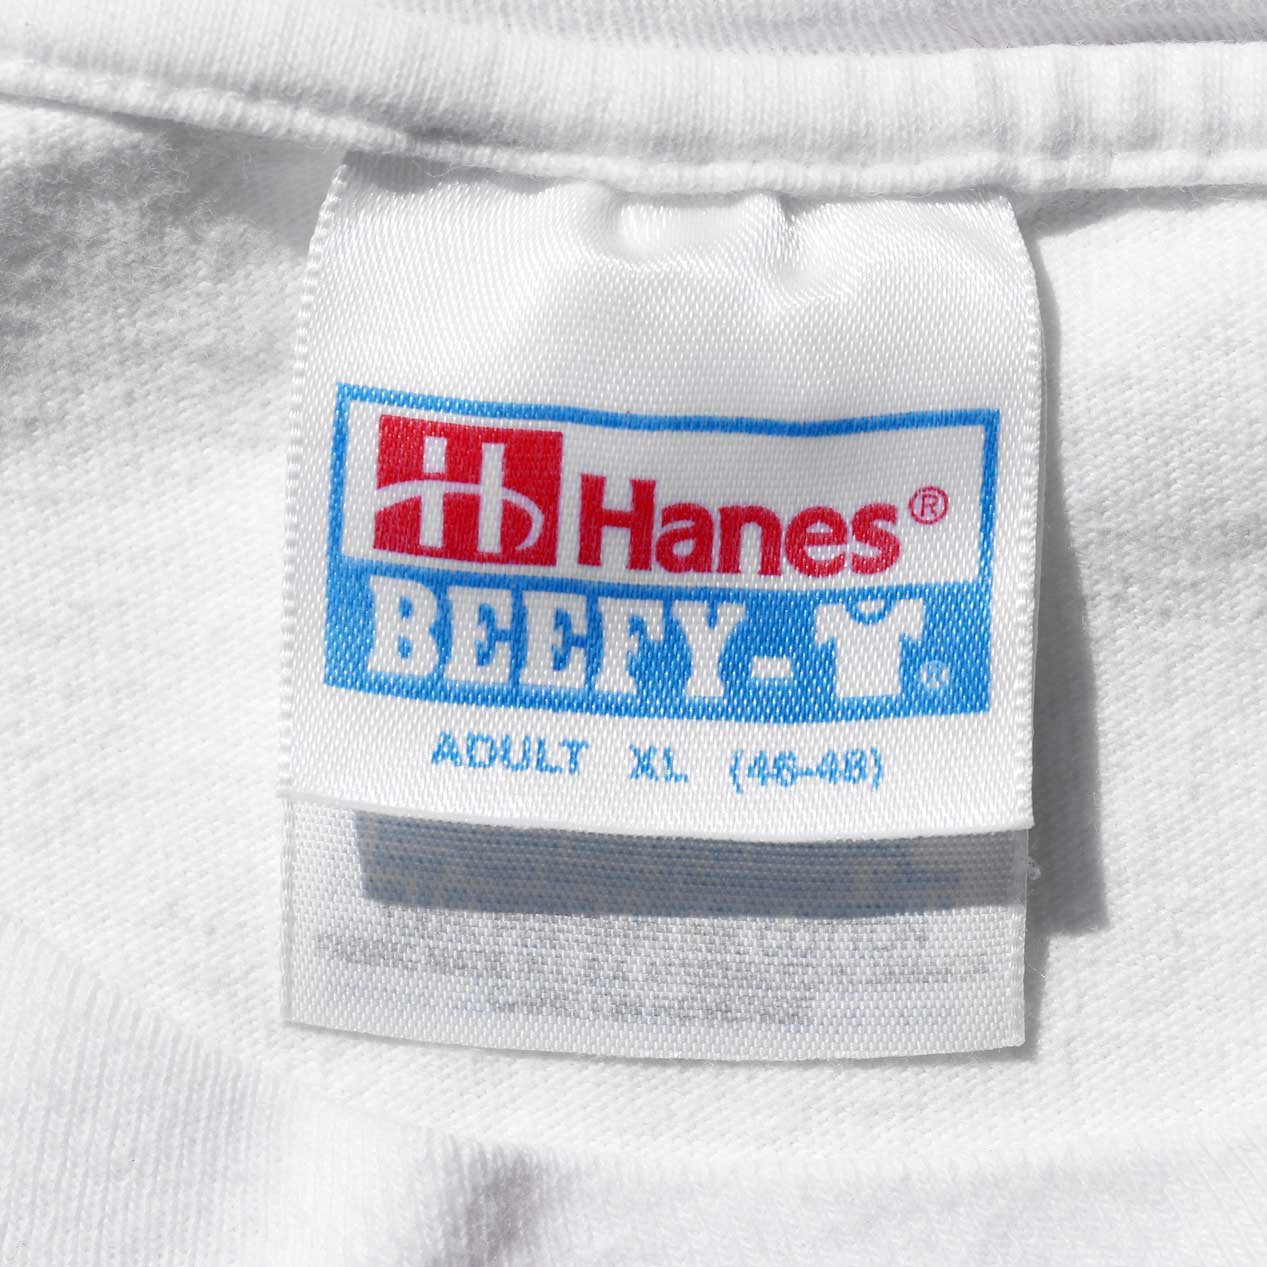 H Hanes®
BEEFY-T®
ADULT XL (46-48)